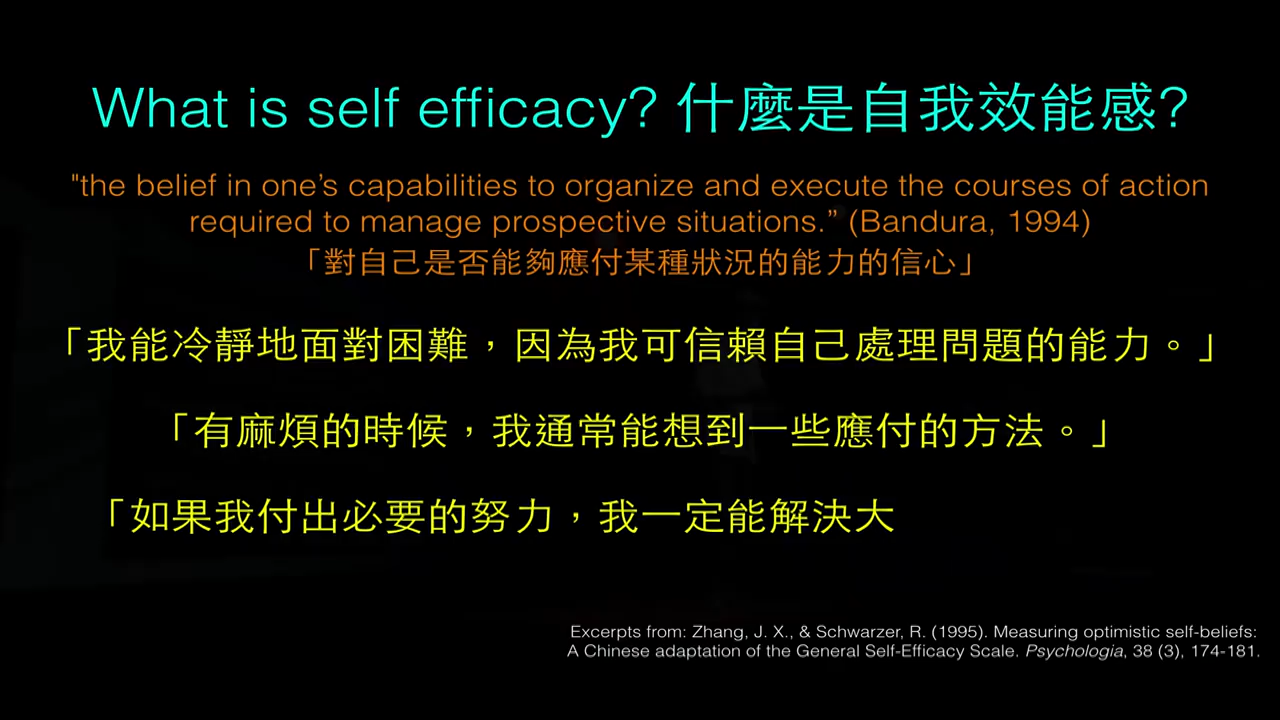 What is self efficacy? 什麼是自我效能感?
"the belief in one’s capabilities to organize and execute the courses of action
required to manage prospective situations.” (Bandura, 1994)
「對自己是否能夠應付某種狀況的能力的信心」
「我能冷靜地面對困難，因為我可信賴自己處理問題的能力。」
「有麻煩的時候，我通常能想到一些應付的方法。」
「如果我付出必要的努力，我一定能解決大
Excerpts from: Zhang, J. X., & Schwarzer, R. (1995). Measuring optimistic self-beliefs:
A Chinese adaptation of the General Self-Efficacy Scale. Psychologia, 38 (3), 174-181.